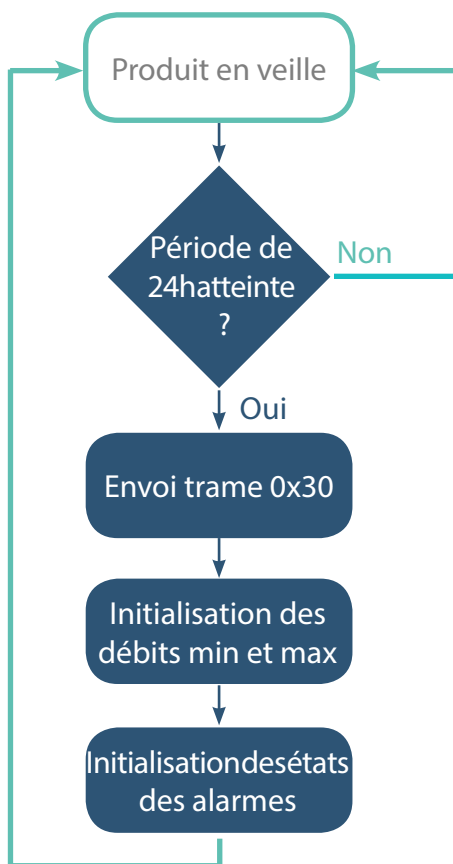 Produit en veille
Période de
24hatteinte
?
Non
Oui
Envoi trame 0x30
Initialisation des
débits min et max
Initialisationdesétats
des alarmes